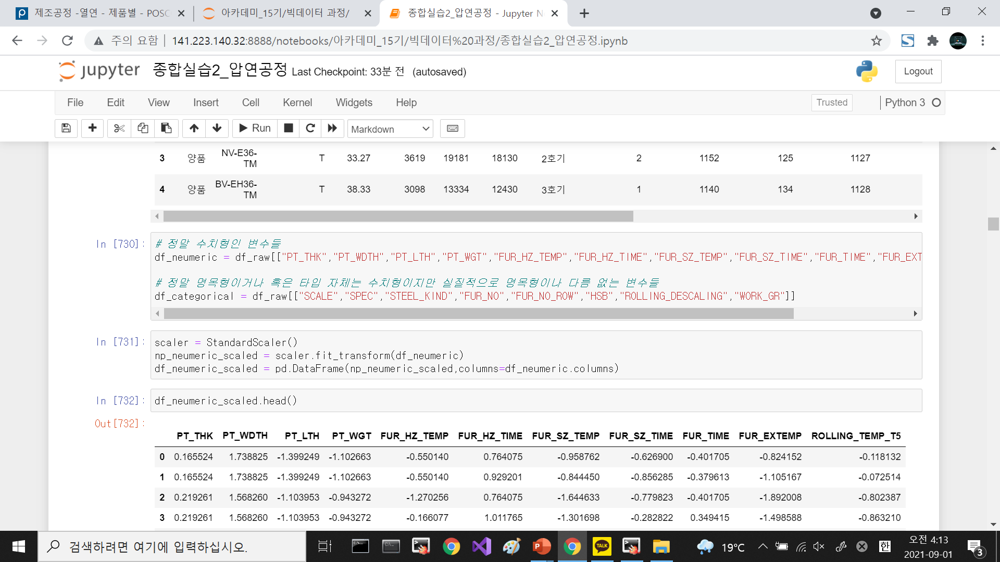 제조공정 -열연 - 제품별 - POSC
아카데미_15기/빅데이터 과정/
종합실습2_압연공정 - Jupyter N
주의 요함 | 141.223.140.32:8888/notebooks/아카데미_15기/빅데이터%20과정/종합실습2_압연공정.ipynb
jupyter 종합실습2_압연공정 Last Checkpoint: 33분 전 (autosaved)
Logout
File Edit View Insert Cell Kernel Widgets Help
Trusted
Python 3
Run
Markdown
3 양품 NV-E36-TM T 33.27 3619 19181 18130 2호기 2 1152 125 1127
4 양품 BV-EH36-TM T 38.33 3098 13334 12430 3호기 1 1140 134 1128
In [730]:
# 정말 수치형인 변수들
df_neumeric = df_raw[["PT_THK","PT_WDTH","PT_LTH","PT_WGT","FUR_HZ_TEMP","FUR_HZ_TIME","FUR_SZ_TEMP","FUR_SZ_TIME","FUR_TIME","FUR_EXT
# 정말 명목형이거나 혹은 타입 자체는 수치형이지만 실질적으로 명목형이나 다름 없는 변수들
df_categorical = df_raw[["SCALE","SPEC","STEEL_KIND","FUR_NO","FUR_NO_ROW","HSB","ROLLING_DESCALING","WORK_GR"]]
In [731]:
scaler = StandardScaler()
np_neumeric_scaled = scaler.fit_transform(df_neumeric)
df_neumeric_scaled = pd.DataFrame(np_neumeric_scaled,columns=df_neumeric.columns)
In [732]:
df_neumeric_scaled.head()
Out[732]:
PT_THK PT_WDTH PT_LTH PT_WGT FUR_HZ_TEMP FUR_HZ_TIME FUR_SZ_TEMP FUR_SZ_TIME FUR_TIME FUR_EXTEMP ROLLING_TEMP_T5
0 0.165524 1.738825 -1.399249 -1.102663 -0.550140 0.764075 -0.958762 -0.626900 -0.401705 -0.824152 -0.118132
1 0.165524 1.738825 -1.399249 -1.102663 -0.550140 0.929201 -0.844450 -0.856285 -0.379613 -1.105167 -0.072514
2 0.219261 1.568260 -1.103953 -0.943272 -1.270256 0.764075 -1.644633 -0.779823 -0.401705 -1.892008 -0.802387
3 0.219261 1.568260 -1.103953 -0.943272 -0.166077 1.011765 -1.301698 -0.282822 0.349415 -1.498588 -0.863210
검색하려면 여기에 입력하십시오.
TALK
19°C
한
오전 4:13
2021-09-01
3